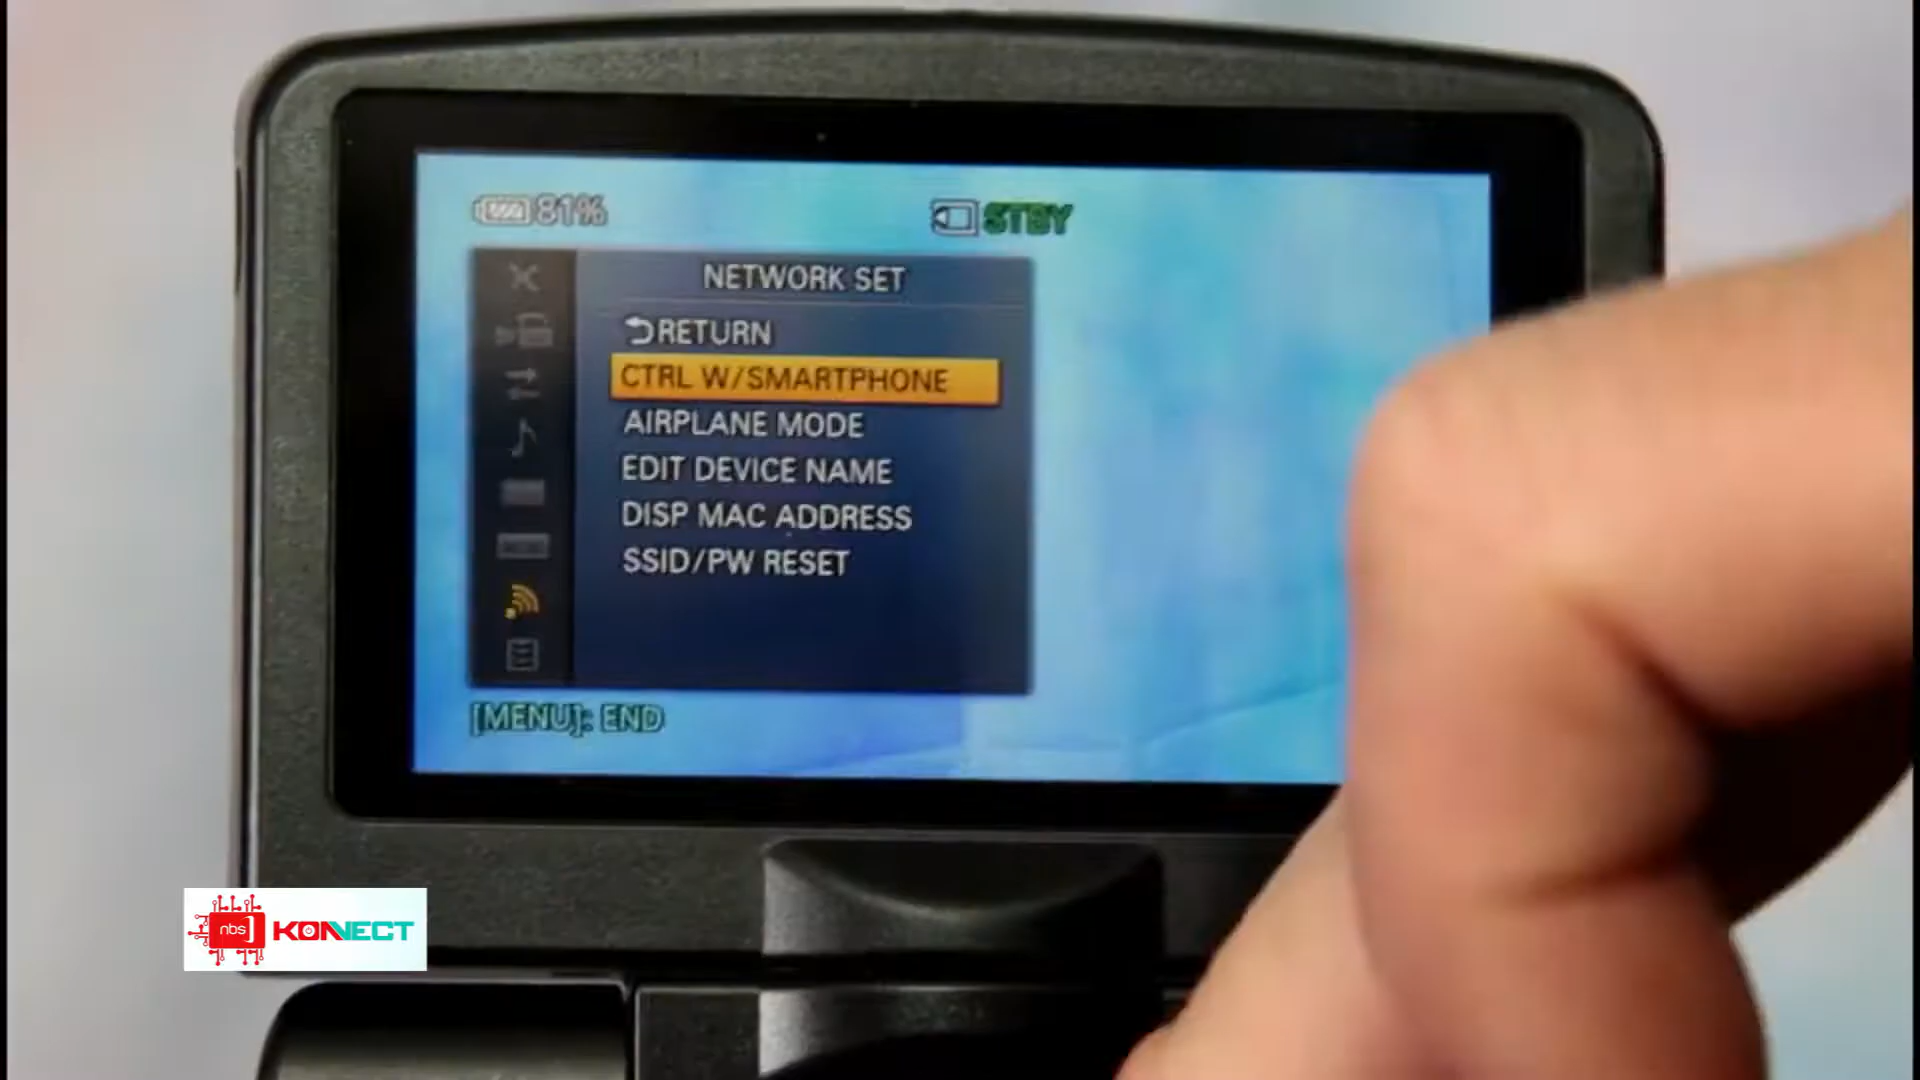 81%
STBY
NETWORK SET
RETURN
CTRL W/SMARTPHONE
AIRPLANE MODE
EDIT DEVICE NAME
DISP MAC ADDRESS
SSID/PW RESET
[MENU]: END
nbs KONNECT